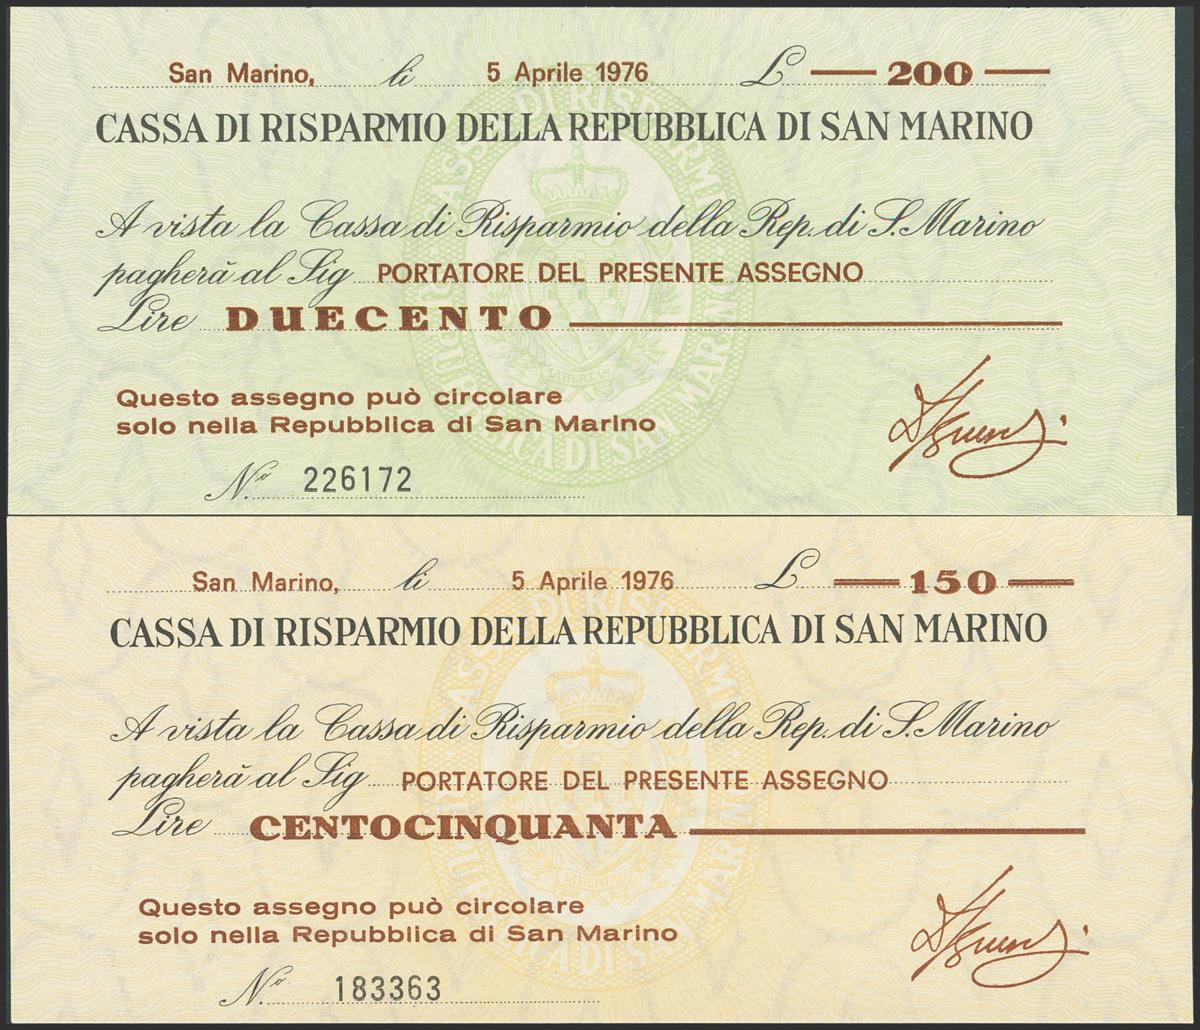 San Marino, li 5 Aprile 1976 £ 200
CASSA DI RISPARMIO DELLA REPUBBLICA DI SAN MARINO
A vista la Cassa di Risparmio della Rep. di S. Marino
pagherà al Sig PORTATORE DEL PRESENTE ASSEGNO
Lire DUECENTO
LIBERTAS
Questo assegno può circolare
solo nella Repubblica di San Marino
N.o 226172
San Marino, li 5 Aprile 1976 £ 150
CASSA DI RISPARMIO DELLA REPUBBLICA DI SAN MARINO
A vista la Cassa di Risparmio della Rep. di S. Marino
pagherà al Sig PORTATORE DEL PRESENTE ASSEGNO
Lire CENTOCINQUANTA
Questo assegno può circolare
solo nella Repubblica di San Marino
N.o 183363